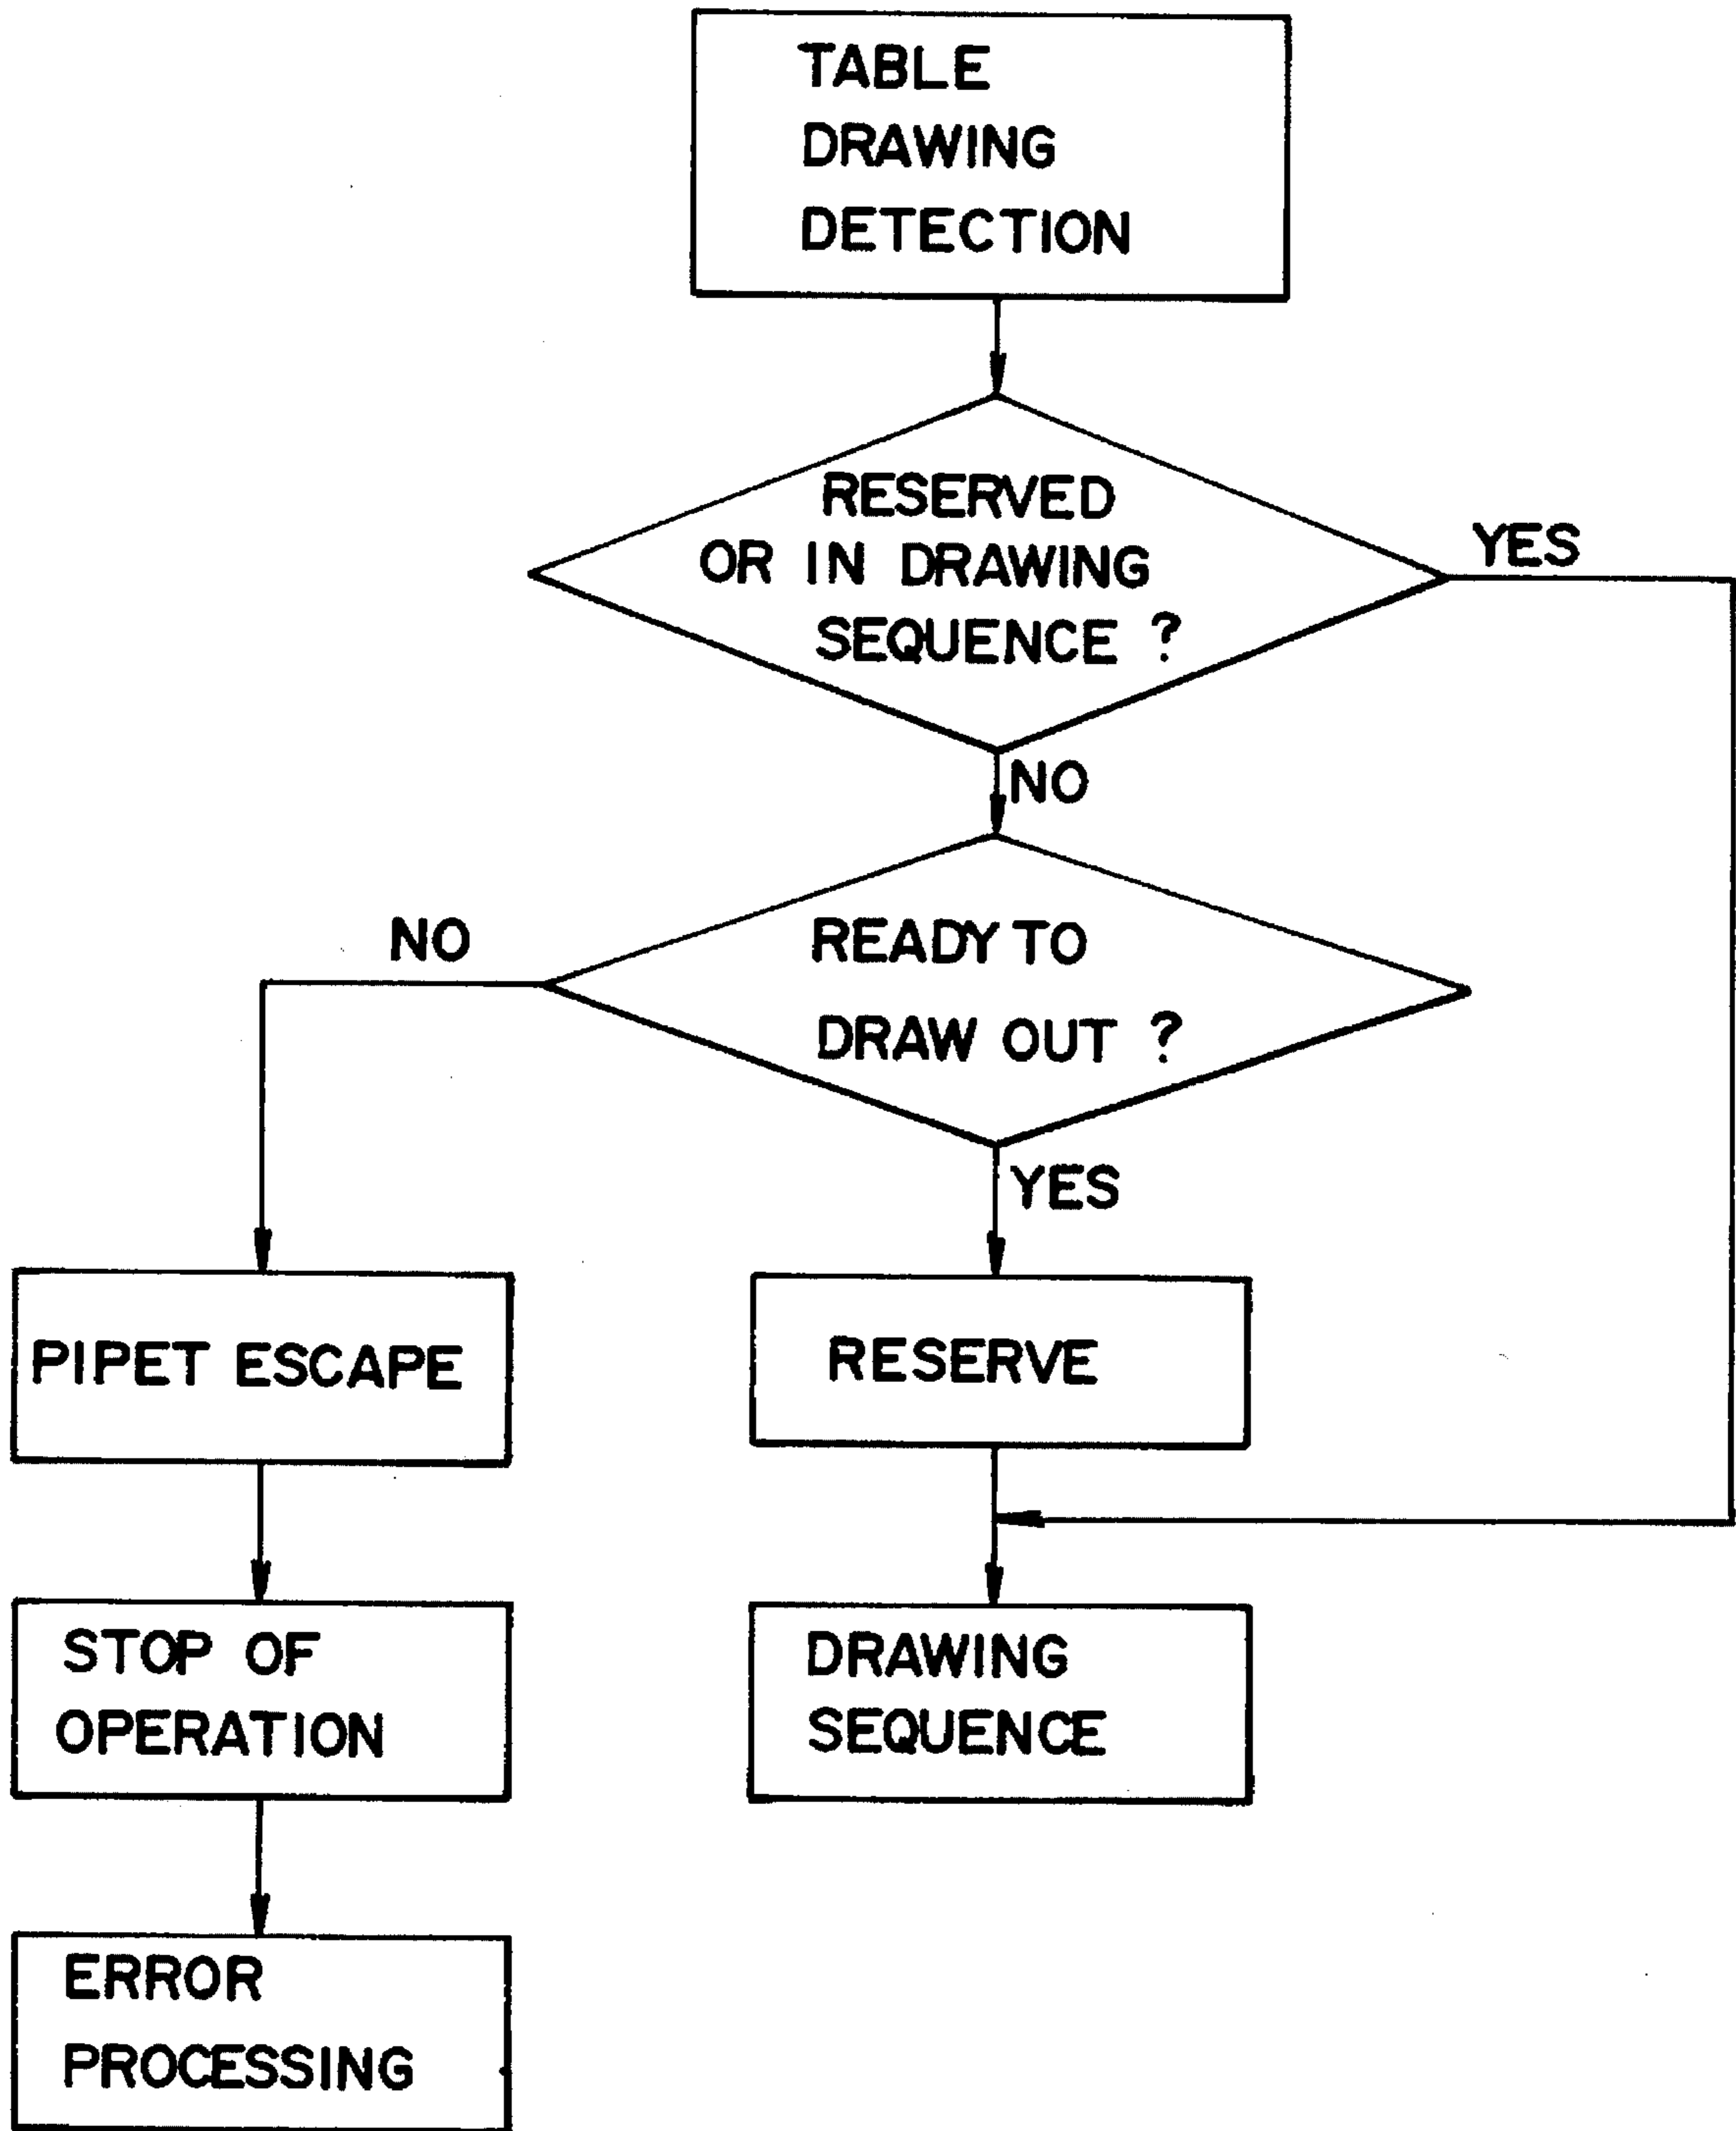 TABLE
DRAWING
DETECTION
RESERVED
OR IN DRAWING
SEQUENCE ?
YES
NO
READY TO
DRAW OUT ?
NO
YES
PIPET ESCAPE
RESERVE
STOP OF
OPERATION
DRAWING
SEQUENCE
ERROR
PROCESSING